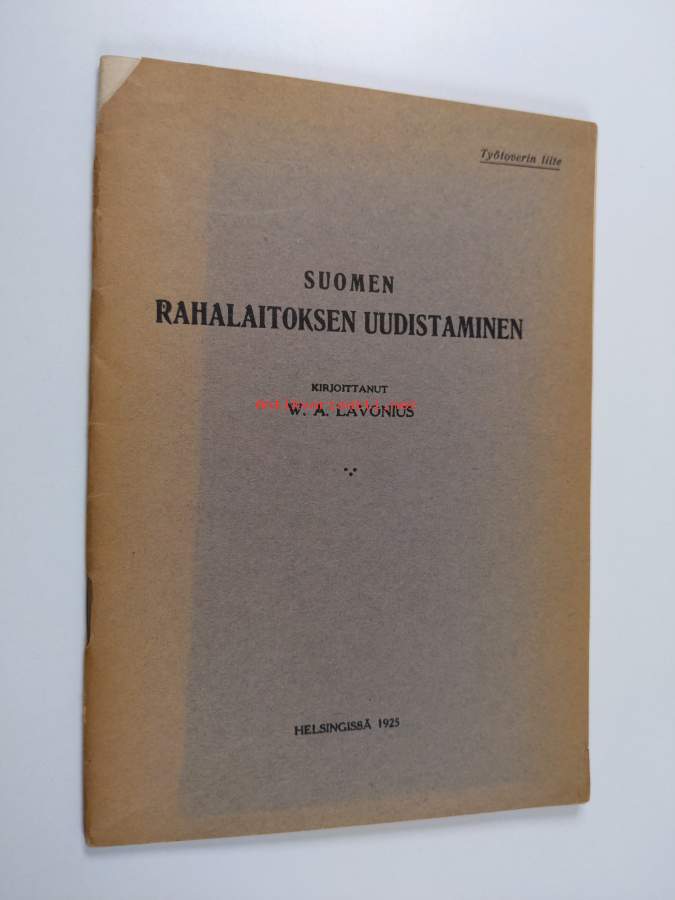 Työtoverin liite
SUOMEN
RAHALAITOKSEN UUDISTAMINEN
KIRJOITTANUT
W. A. LAVONIUS
HELSINGISSÄ 1925